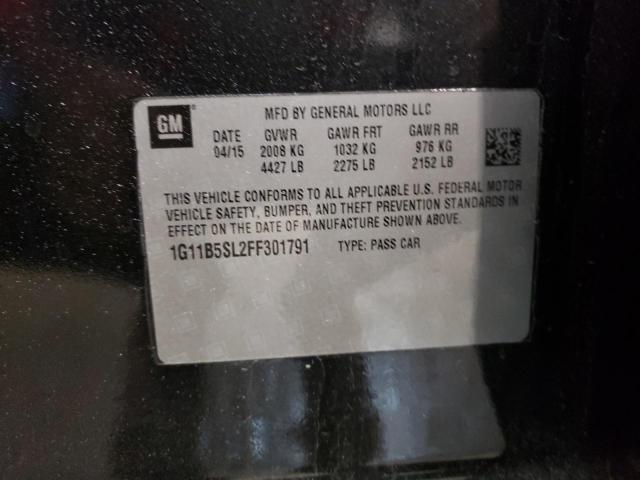 GM
MFD BY GENERAL MOTORS LLC
DATE GVWR GAWR FRT GAWR RR
04/15 2008 KG 1032 KG 976 KG
4427 LB 2275 LB 2152 LB
THIS VEHICLE CONFORMS TO ALL APPLICABLE U.S. FEDERAL MOTOR
VEHICLE SAFETY, BUMPER, AND THEFT PREVENTION STANDARDS IN
EFFECT ON THE DATE OF MANUFACTURE SHOWN ABOVE.
1G11B5SL2FF301791 TYPE: PASS CAR